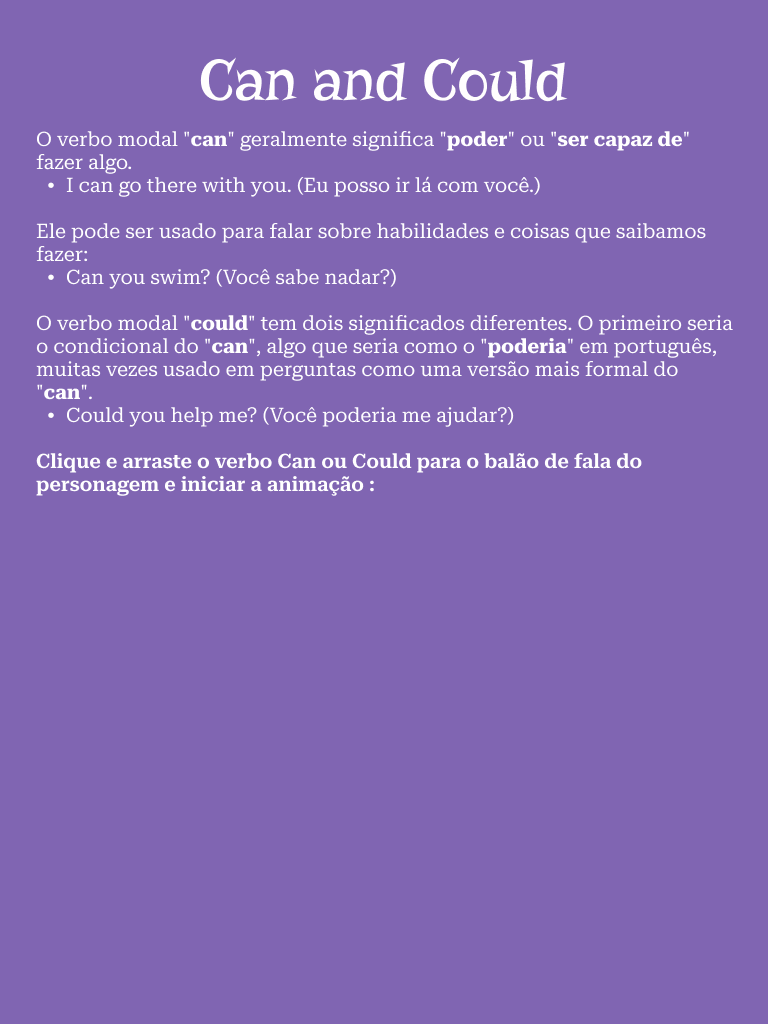 Can and Could
O verbo modal "can" geralmente significa "poder" ou "ser capaz de"
fazer algo.
• I can go there with you. (Eu posso ir lá com você.)
Ele pode ser usado para falar sobre habilidades e coisas que saibamos
fazer:
• Can you swim? (Você sabe nadar?)
O verbo modal "could" tem dois significados diferentes. O primeiro seria
o condicional do "can", algo que seria como o "poderia" em português,
muitas vezes usado em perguntas como uma versão mais formal do
"can".
• Could you help me? (Você poderia me ajudar?)
Clique e arraste o verbo Can ou Could para o balão de fala do
personagem e iniciar a animação :